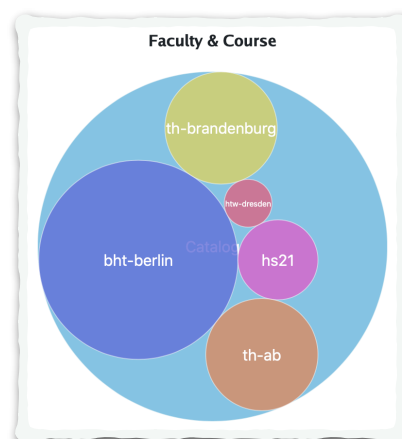 Faculty & Course
th-brandenburg
htw-dresden
Catalog
bht-berlin
hs21
th-ab